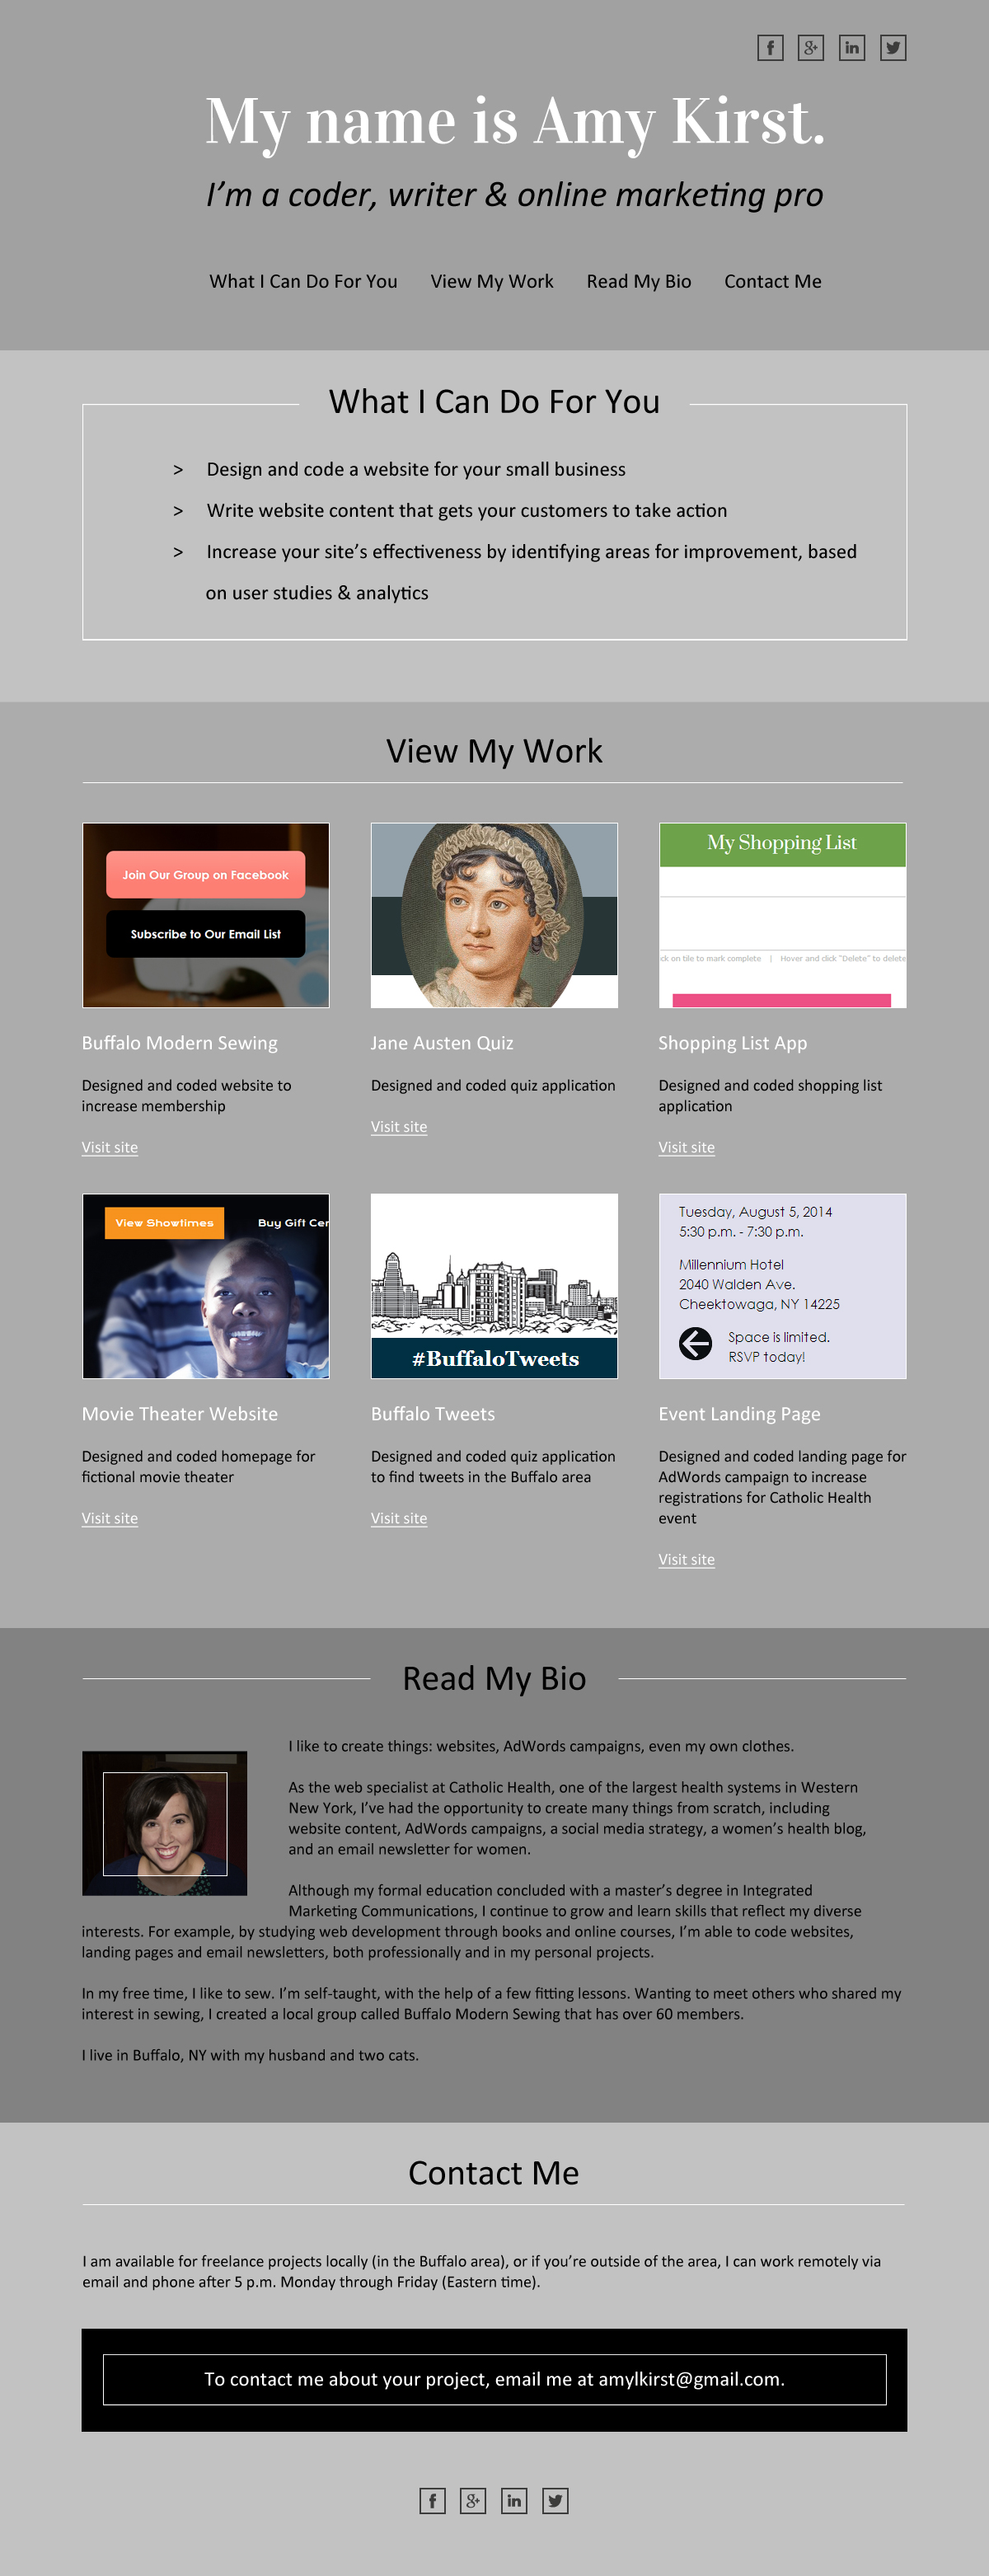 f g+ in
My name is Amy Kirst.
I'm a coder, writer & online marketing pro
What I Can Do For You View My Work Read My Bio Contact Me
What I Can Do For You
> Design and code a website for your small business
> Write website content that gets your customers to take action
> Increase your site's effectiveness by identifying areas for improvement, based
on user studies & analytics
View My Work
Join Our Group on Facebook
Subscribe to Our Email List
Buffalo Modern Sewing
Designed and coded website to
increase membership
Visit site
Jane Austen Quiz
Designed and coded quiz application
Visit site
My Shopping List
ck on tile to mark complete | Hover and click "Delete" to delete
Shopping List App
Designed and coded shopping list
application
Visit site
View Showtimes Buy Gift Cer
Movie Theater Website
Designed and coded homepage for
fictional movie theater
Visit site
#BuffaloTweets
Buffalo Tweets
Designed and coded quiz application
to find tweets in the Buffalo area
Visit site
Tuesday, August 5, 2014
5:30 p.m. - 7:30 p.m.
Millennium Hotel
2040 Walden Ave.
Cheektowaga, NY 14225
Space is limited.
RSVP today!
Event Landing Page
Designed and coded landing page for
AdWords campaign to increase
registrations for Catholic Health
event
Visit site
Read My Bio
I like to create things: websites, AdWords campaigns, even my own clothes.
As the web specialist at Catholic Health, one of the largest health systems in Western
New York, I've had the opportunity to create many things from scratch, including
website content, AdWords campaigns, a social media strategy, a women's health blog,
and an email newsletter for women.
Although my formal education concluded with a master's degree in Integrated
Marketing Communications, I continue to grow and learn skills that reflect my diverse
interests. For example, by studying web development through books and online courses, I'm able to code websites,
landing pages and email newsletters, both professionally and in my personal projects.
In my free time, I like to sew. I'm self-taught, with the help of a few fitting lessons. Wanting to meet others who shared my
interest in sewing, I created a local group called Buffalo Modern Sewing that has over 60 members.
I live in Buffalo, NY with my husband and two cats.
Contact Me
I am available for freelance projects locally (in the Buffalo area), or if you're outside of the area, I can work remotely via
email and phone after 5 p.m. Monday through Friday (Eastern time).
To contact me about your project, email me at amylkirst@gmail.com.
f g+ in